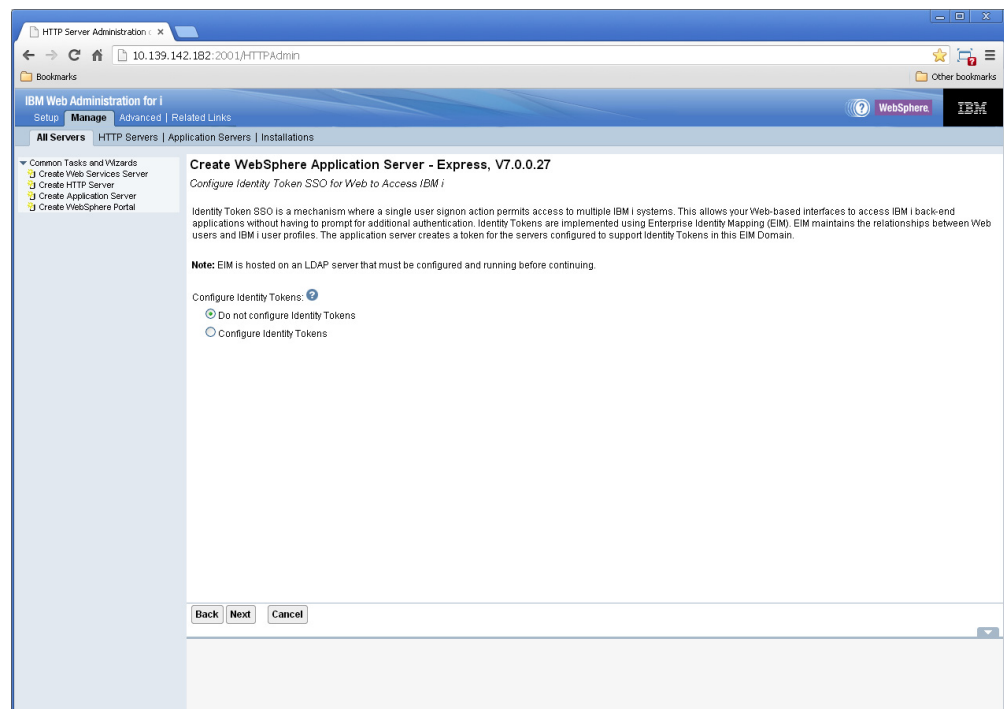 HTTP Server Administration
10.139.142.182:2001/HTTPAdmin
Bookmarks
Other bookmarks
IBM Web Administration for i
Setup Manage Advanced | Related Links
WebSphere.
IBM
All Servers HTTP Servers | Application Servers | Installations
Common Tasks and Wizards
Create Web Services Server
Create HTTP Server
Create Application Server
Create WebSphere Portal
Create WebSphere Application Server - Express, V7.0.0.27
Configure Identity Token SSO for Web to Access IBM i
Identity Token SSO is a mechanism where a single user signon action permits access to multiple IBM i systems. This allows your Web-based interfaces to access IBM i back-end
applications without having to prompt for additional authentication. Identity Tokens are implemented using Enterprise Identity Mapping (EIM). EIM maintains the relationships between Web
users and IBM i user profiles. The application server creates a token for the servers configured to support Identity Tokens in this EIM Domain.
Note: EIM is hosted on an LDAP server that must be configured and running before continuing.
Configure Identity Tokens: ?
Do not configure Identity Tokens
Configure Identity Tokens
Back Next Cancel